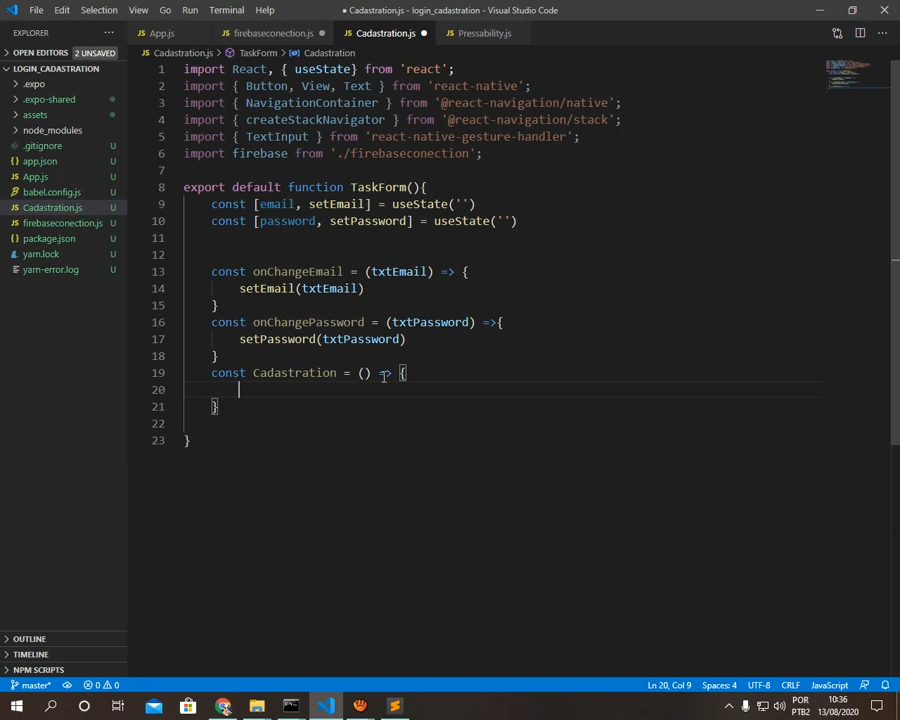 File Edit Selection View Go Run Terminal Help
● Cadastration.js - login_cadastration - Visual Studio Code
EXPLORER
JS App.js
JS firebaseconection.js ●
JS Cadastration.js ●
JS Pressability.js
OPEN EDITORS 2 UNSAVED
LOGIN_CADASTRATION
.expo
.expo-shared
assets
node_modules
.gitignore U
app.json U
JS App.js U
babel.config.js U
JS Cadastration.js U
JS firebaseconection.js U
package.json U
yarn.lock U
yarn-error.log U
OUTLINE
TIMELINE
NPM SCRIPTS
JS Cadastration.js > TaskForm > Cadastration
1 import React, { useState} from 'react';
2 import { Button, View, Text } from 'react-native';
3 import { NavigationContainer } from '@react-navigation/native';
4 import { createStackNavigator } from '@react-navigation/stack';
5 import { TextInput } from 'react-native-gesture-handler';
6 import firebase from './firebaseconection';
7
8 export default function TaskForm(){
9 const [email, setEmail] = useState('')
10 const [password, setPassword] = useState('')
11
12
13 const onChangeEmail = (txtEmail) => {
14 setEmail(txtEmail)
15 }
16 const onChangePassword = (txtPassword) =>{
17 setPassword(txtPassword)
18 }
19 const Cadastration = () => {
20
21 }
22
23 }
master* 0 0 Ln 20, Col 9 Spaces: 4 UTF-8 CRLF JavaScript
POR 10:36
PTB2 13/08/2020